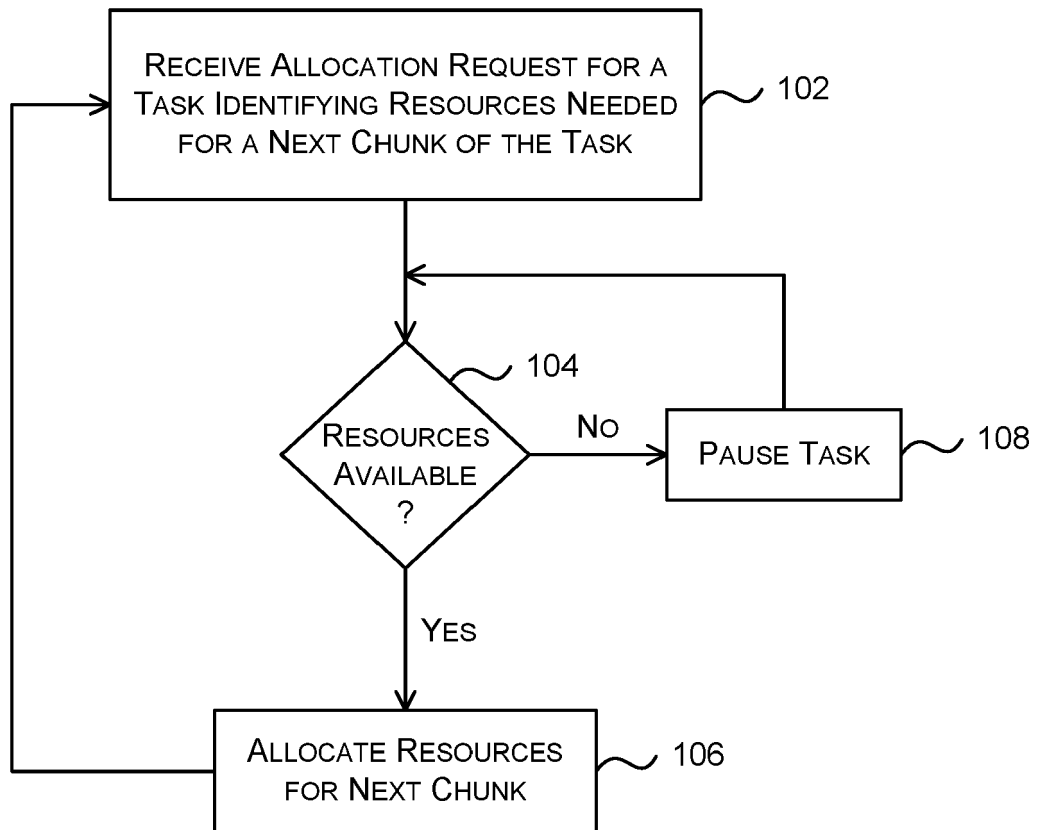 RECEIVE ALLOCATION REQUEST FOR A
TASK IDENTIFYING RESOURCES NEEDED
FOR A NEXT CHUNK OF THE TASK
102
104
RESOURCES
AVAILABLE
?
NO
PAUSE TASK
108
YES
ALLOCATE RESOURCES
FOR NEXT CHUNK
106